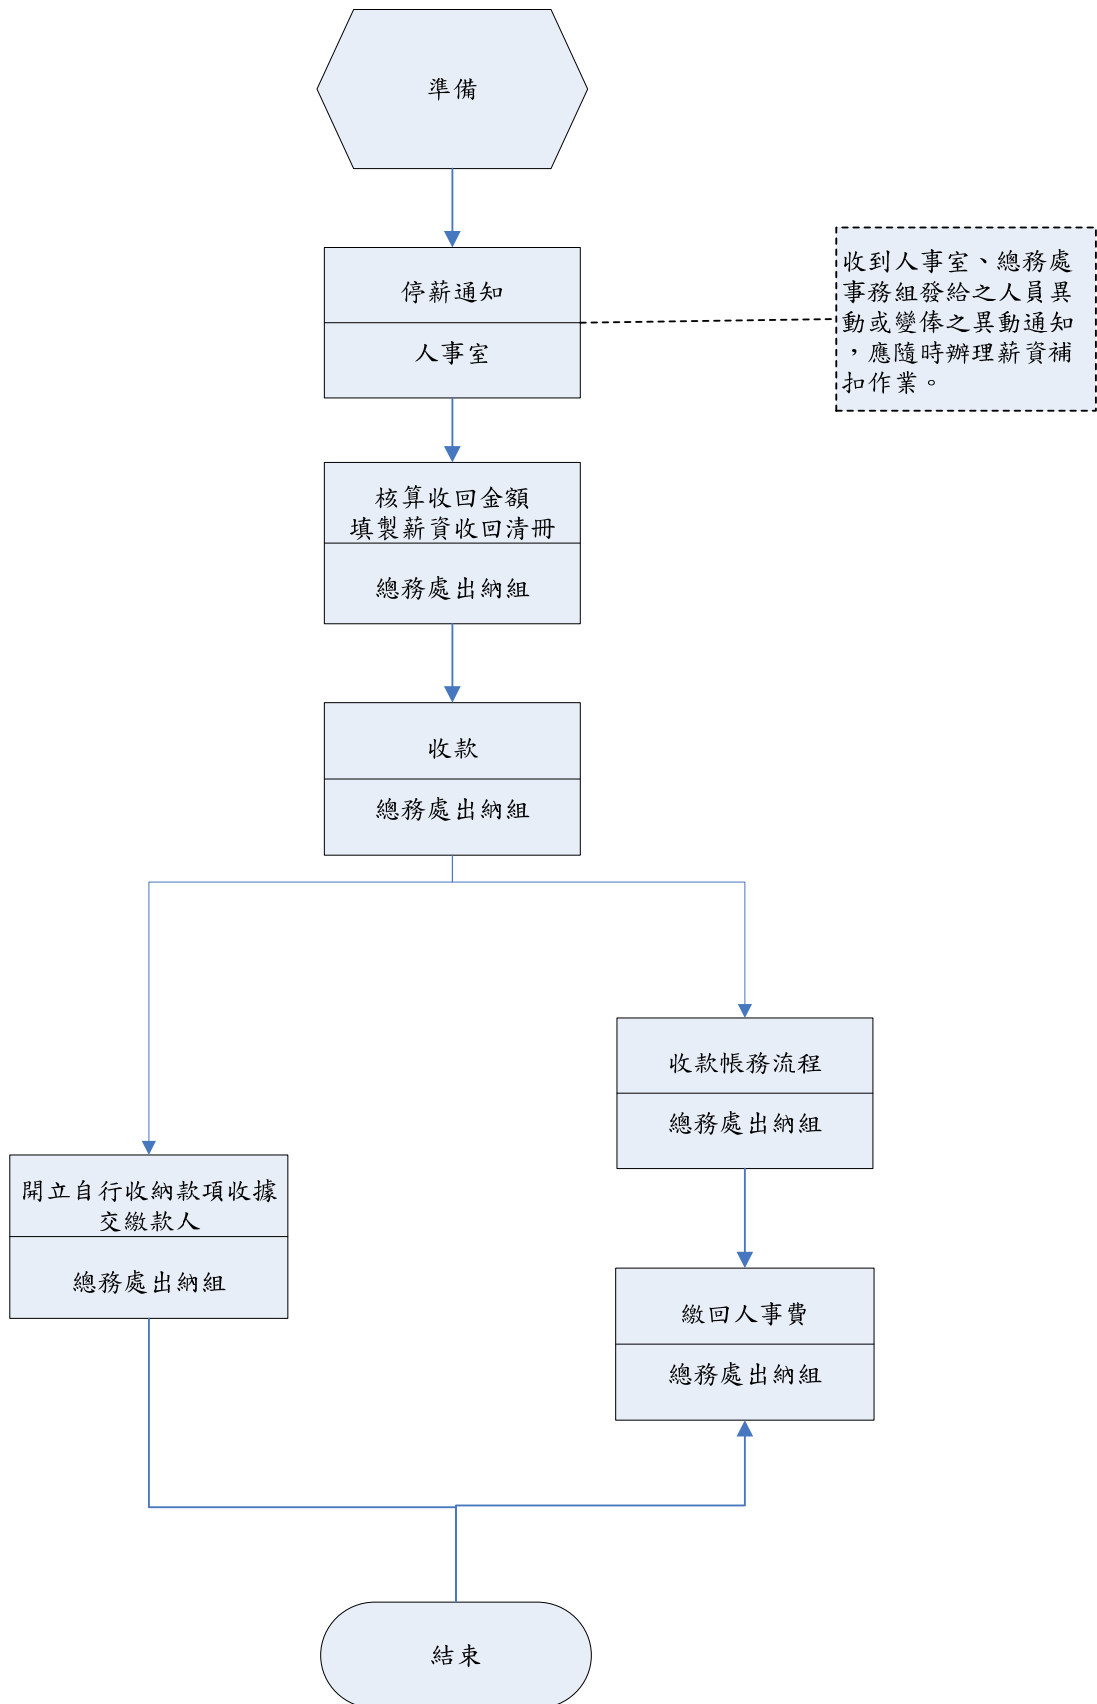 準備
停薪通知
人事室
收到人事室、總務處
事務組發給之人員異
動或變俸之異動通知
，應隨時辦理薪資補
扣作業。
核算收回金額
填製薪資收回清冊
總務處出納組
收款
總務處出納組
收款帳務流程
總務處出納組
開立自行收納款項收據
交繳款人
總務處出納組
繳回人事費
總務處出納組
結束